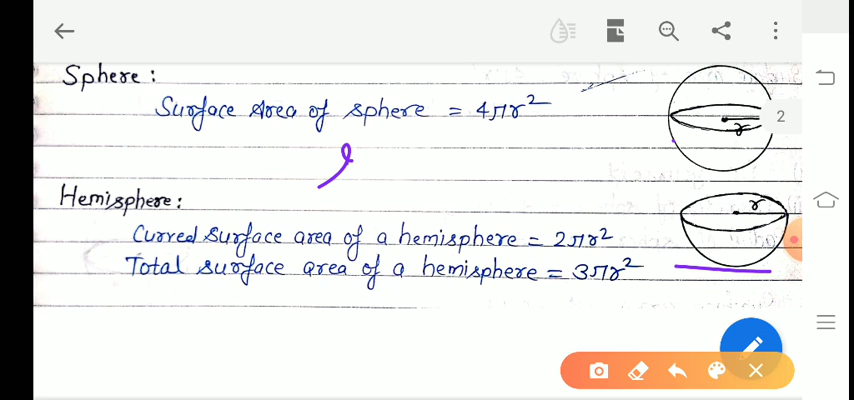 Sphere:
Surface Area of sphere = 4πr²
r
2
Hemisphere:
r
Curved surface area of a hemisphere = 2πr²
Total surface area of a hemisphere = 3πr²